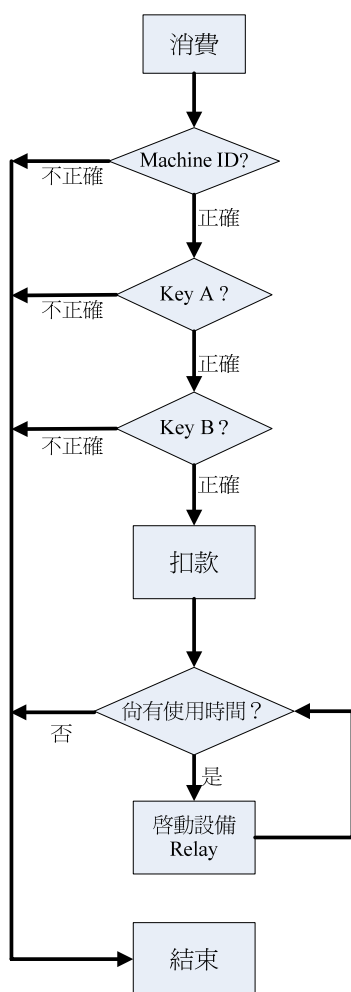 消費
Machine ID?
不正確
正確
Key A？
不正確
正確
Key B？
不正確
正確
扣款
尚有使用時間？
否
是
啓動設備
Relay
結束